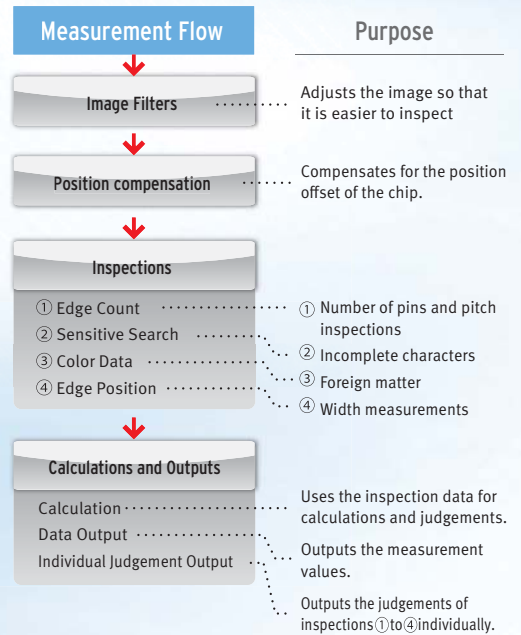 Measurement Flow
Purpose
Image Filters
Adjusts the image so that
it is easier to inspect
Position compensation
Compensates for the position
offset of the chip.
Inspections
① Edge Count
① Number of pins and pitch
inspections
② Sensitive Search
② Incomplete characters
③ Color Data
③ Foreign matter
④ Edge Position
④ Width measurements
Calculations and Outputs
Calculation
Uses the inspection data for
calculations and judgements.
Data Output
Outputs the measurement
values.
Individual Judgement Output
Outputs the judgements of
inspections①to④individually.